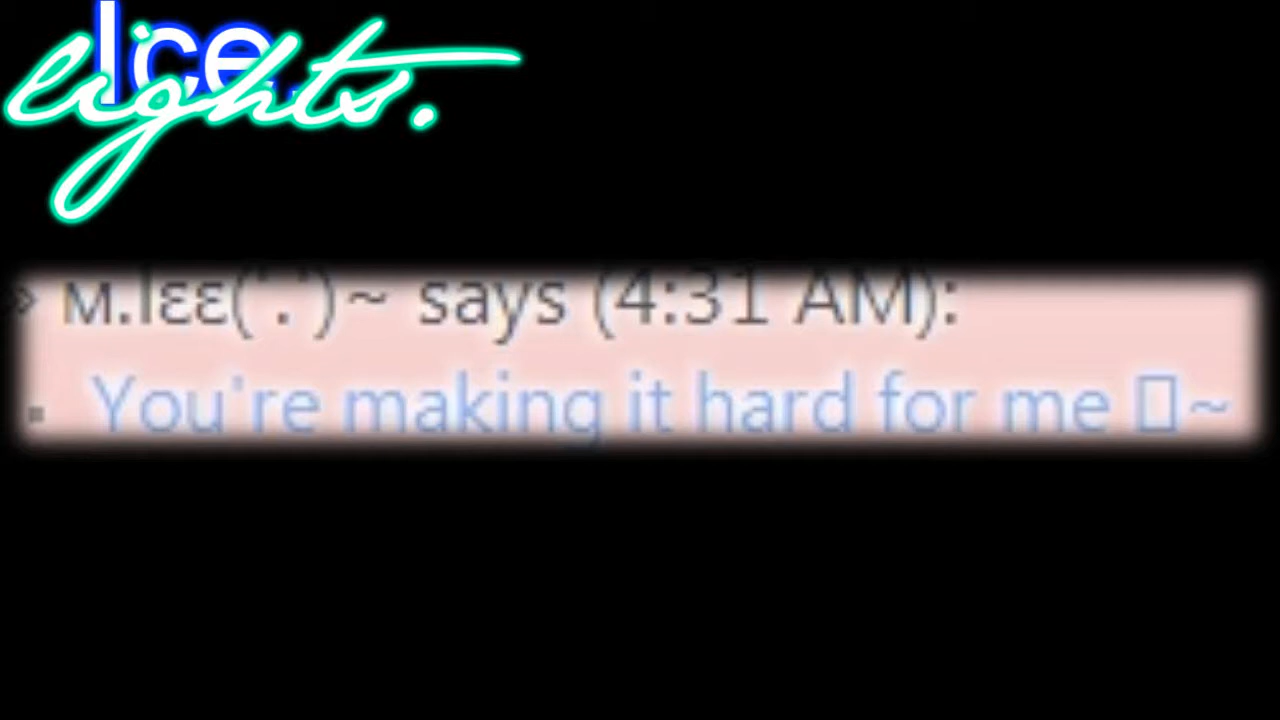 Ice..
lights.
м.lεε('.')~ says (4:31 AM):
You're making it hard for me □~